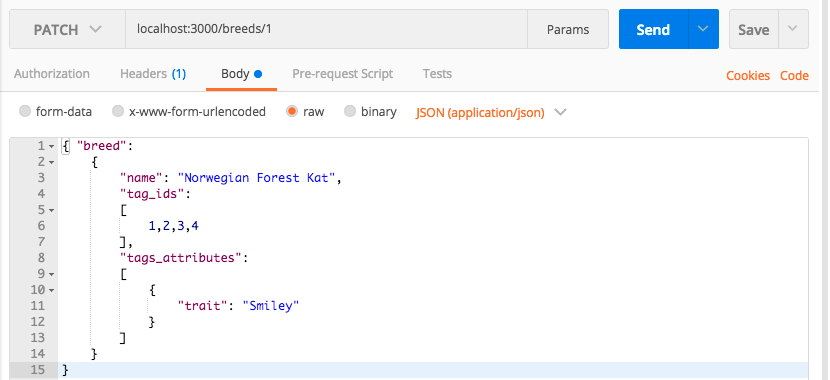 PATCH localhost:3000/breeds/1 Params Send Save
Authorization Headers (1) Body Pre-request Script Tests Cookies Code
form-data x-www-form-urlencoded raw binary JSON (application/json)
1 { "breed":
2 {
3 "name": "Norwegian Forest Kat",
4 "tag_ids":
5 [
6 1,2,3,4
7 ],
8 "tags_attributes":
9 [
10 {
11 "trait": "Smiley"
12 }
13 ]
14 }
15 }